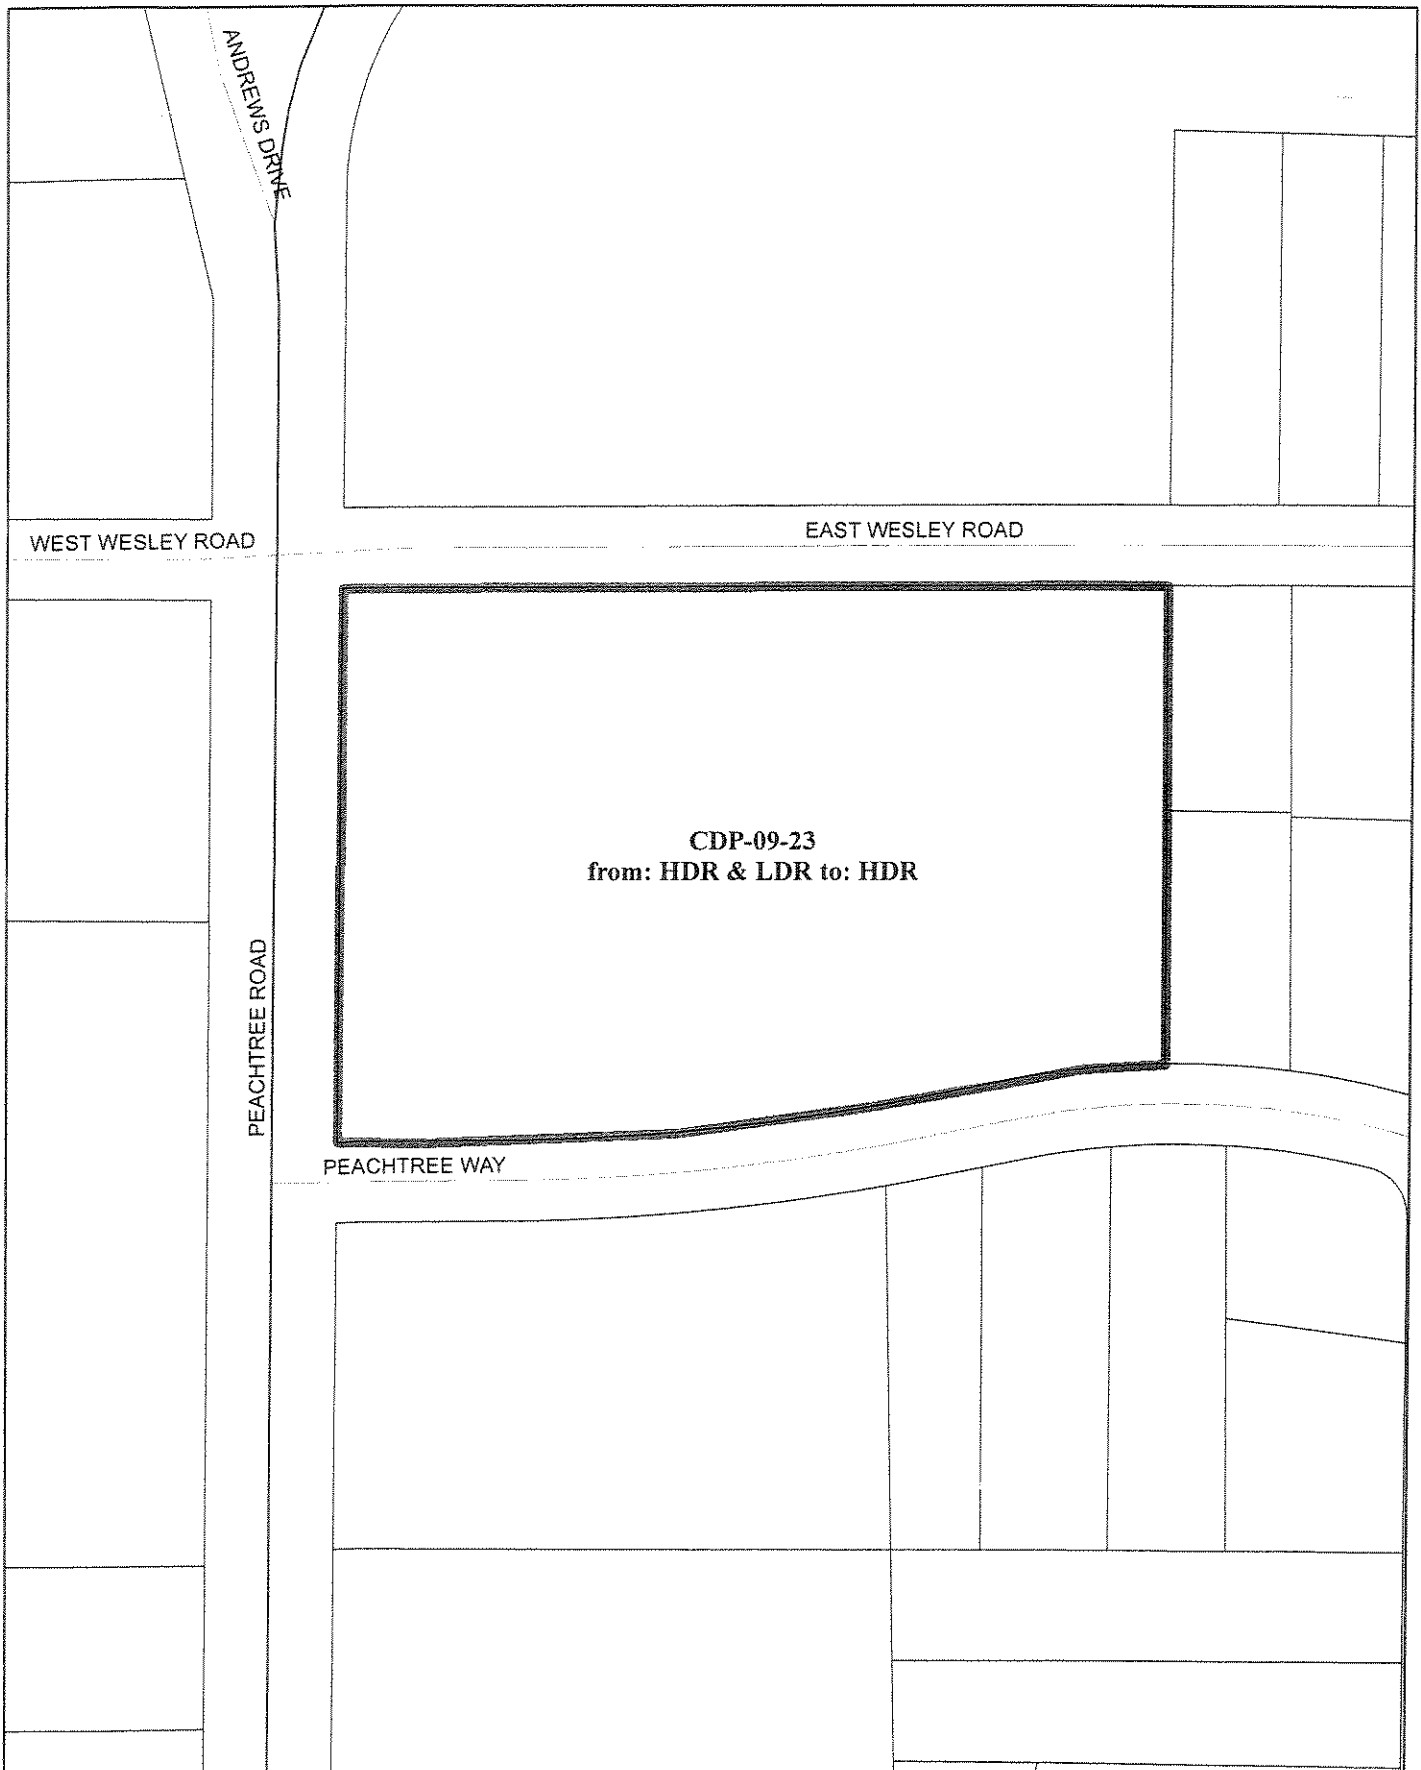 ANDREWS DRIVE
WEST WESLEY ROAD
EAST WESLEY ROAD
CDP-09-23
from: HDR & LDR to: HDR
PEACHTREE ROAD
PEACHTREE WAY